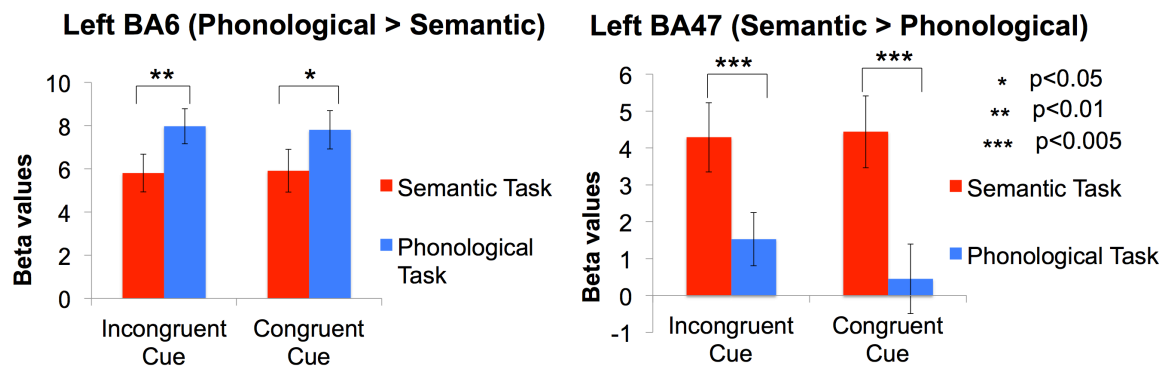 Left BA6 (Phonological > Semantic)
**
*
10
8
6
4
2
0
Beta values
Incongruent
Cue
Congruent
Cue
Semantic Task
Phonological
Task
Left BA47 (Semantic > Phonological)
***
***
6
5
4
3
2
1
0
-1
Beta values
Incongruent
Cue
Congruent
Cue
* p<0.05
** p<0.01
*** p<0.005
Semantic Task
Phonological Task